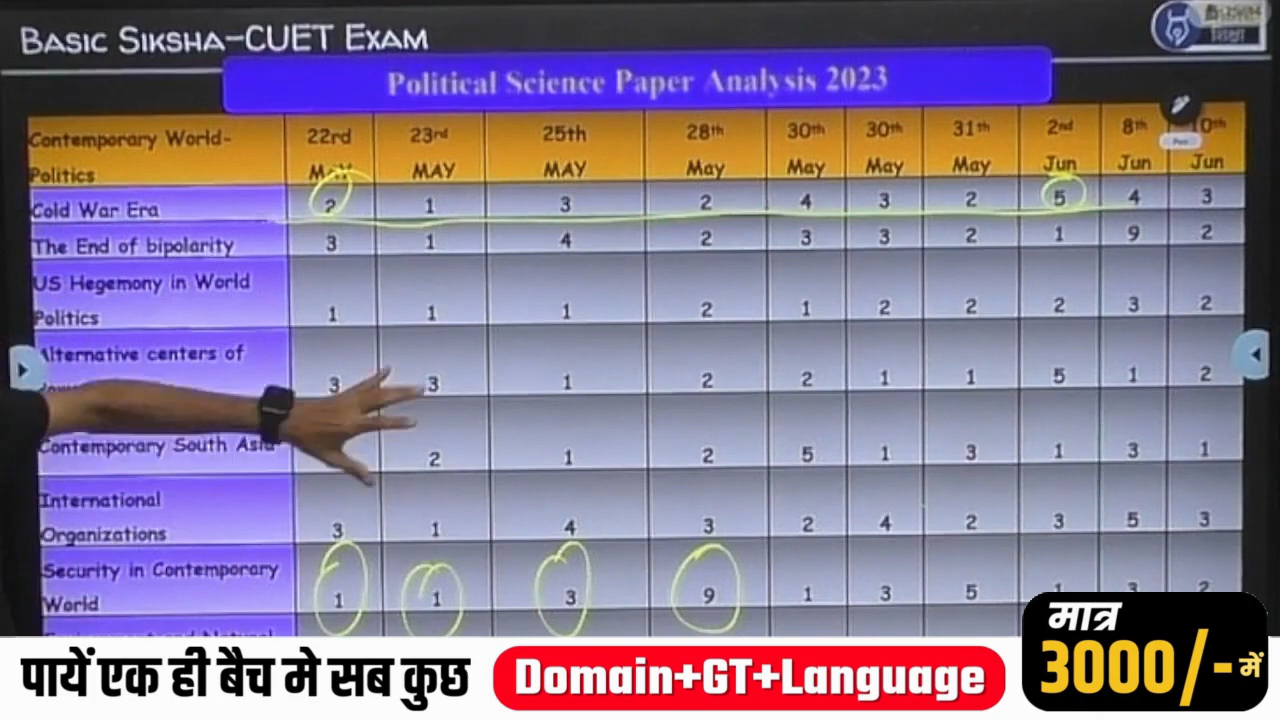 BASIC SIKSHA-CUET EXAM
शिक्षा
Political Science Paper Analysis 2023
Contemporary World-Politics 22rd MAY 23rd MAY 25th MAY 28th May 30th May 30th May 31th May 2nd Jun 8th Jun 10th Jun
Pen
Cold War Era 2 1 3 2 4 3 2 5 4 3
The End of bipolarity 3 1 4 2 3 3 2 1 9 2
US Hegemony in World
Politics 1 1 1 2 1 2 2 2 3 2
Alternative centers of
3 3 1 2 2 1 1 5 1 2
Contemporary South Asia 2 1 2 5 1 3 1 3 1
International
Organizations 3 1 4 3 2 4 2 3 5 3
Security in Contemporary
World 1 1 3 9 1 3 5 1 3 2
पायें एक ही बैच मे सब कुछ
Domain+GT+Language
मात्र
3000/- में